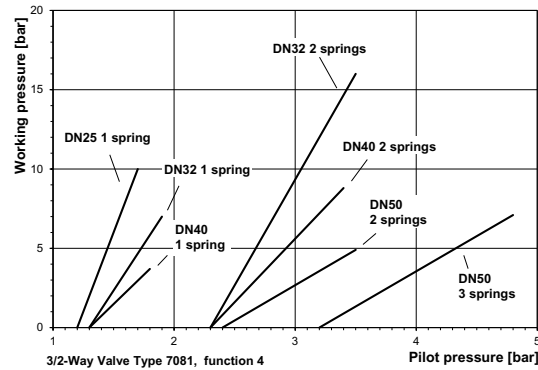 20
15
10
5
0
Working pressure [bar]
DN32 2 springs
DN25 1 spring
DN40 2 springs
DN32 1 spring
DN50
2 springs
DN40
1 spring
DN50
3 springs
1
2
3
4
5
3/2-Way Valve Type 7081, function 4
Pilot pressure [bar]